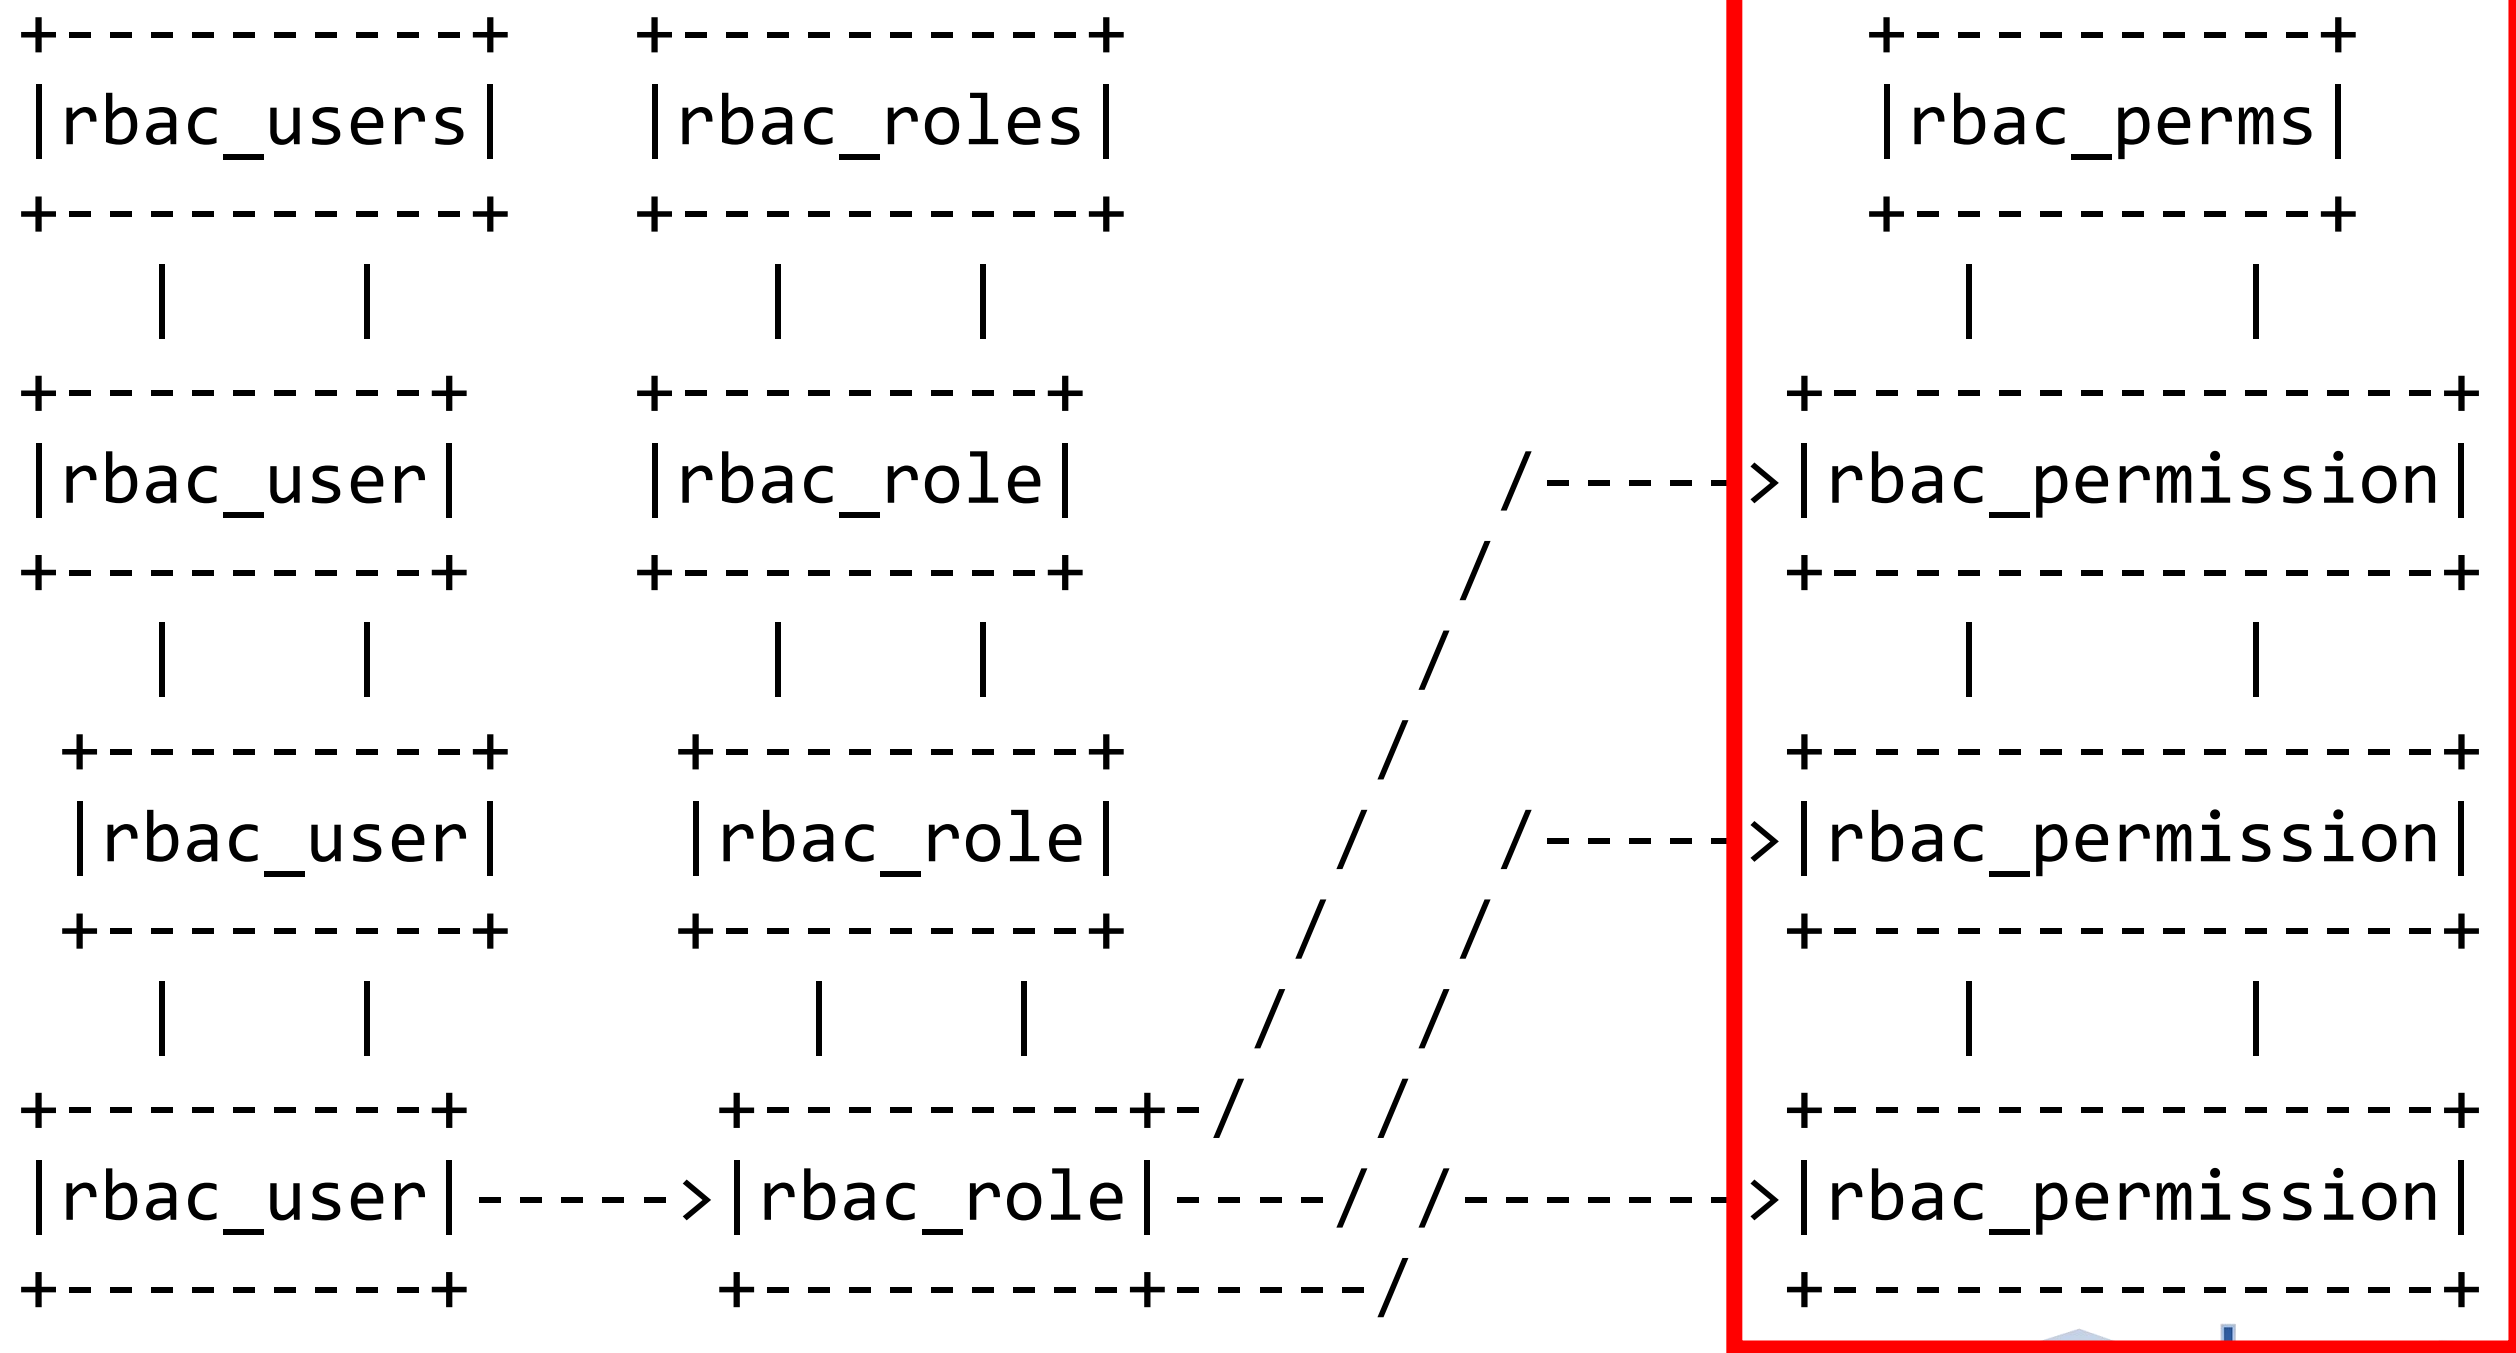 +-----------+   +-----------+                  +-----------+
|rbac_users|   |rbac_roles|                  |rbac_perms|
+-----------+   +-----------+                  +-----------+
   |    |          |    |                       |      |
+----------+    +----------+                 +----------------+
|rbac_user|    |rbac_role|          /----->|rbac_permission|
+----------+    +----------+         /       +----------------+
   |    |          |    |          /            |      |
 +----------+    +----------+     /          +----------------+
 |rbac_user|    |rbac_role|     /   /----->|rbac_permission|
 +----------+    +----------+   /   /        +----------------+
   |    |           |    |     /   /            |      |
+----------+      +----------+-/   /         +----------------+
|rbac_user|----->|rbac_role|----/ /------->|rbac_permission|
+----------+      +----------+-----/         +----------------+